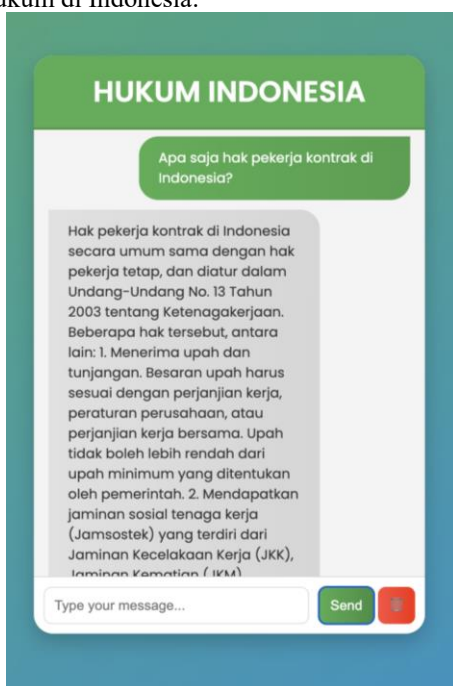 kum di Indonesia.
HUKUM INDONESIA
Apa saja hak pekerja kontrak di
Indonesia?
Hak pekerja kontrak di Indonesia
secara umum sama dengan hak
pekerja tetap, dan diatur dalam
Undang-Undang No. 13 Tahun
2003 tentang Ketenagakerjaan.
Beberapa hak tersebut, antara
lain: 1. Menerima upah dan
tunjangan. Besaran upah harus
sesuai dengan perjanjian kerja,
peraturan perusahaan, atau
perjanjian kerja bersama. Upah
tidak boleh lebih rendah dari
upah minimum yang ditentukan
oleh pemerintah. 2. Mendapatkan
jaminan sosial tenaga kerja
(Jamsostek) yang terdiri dari
Jaminan Kecelakaan Kerja (JKK),
Jaminan Kematian (JKM)
Type your message...
Send